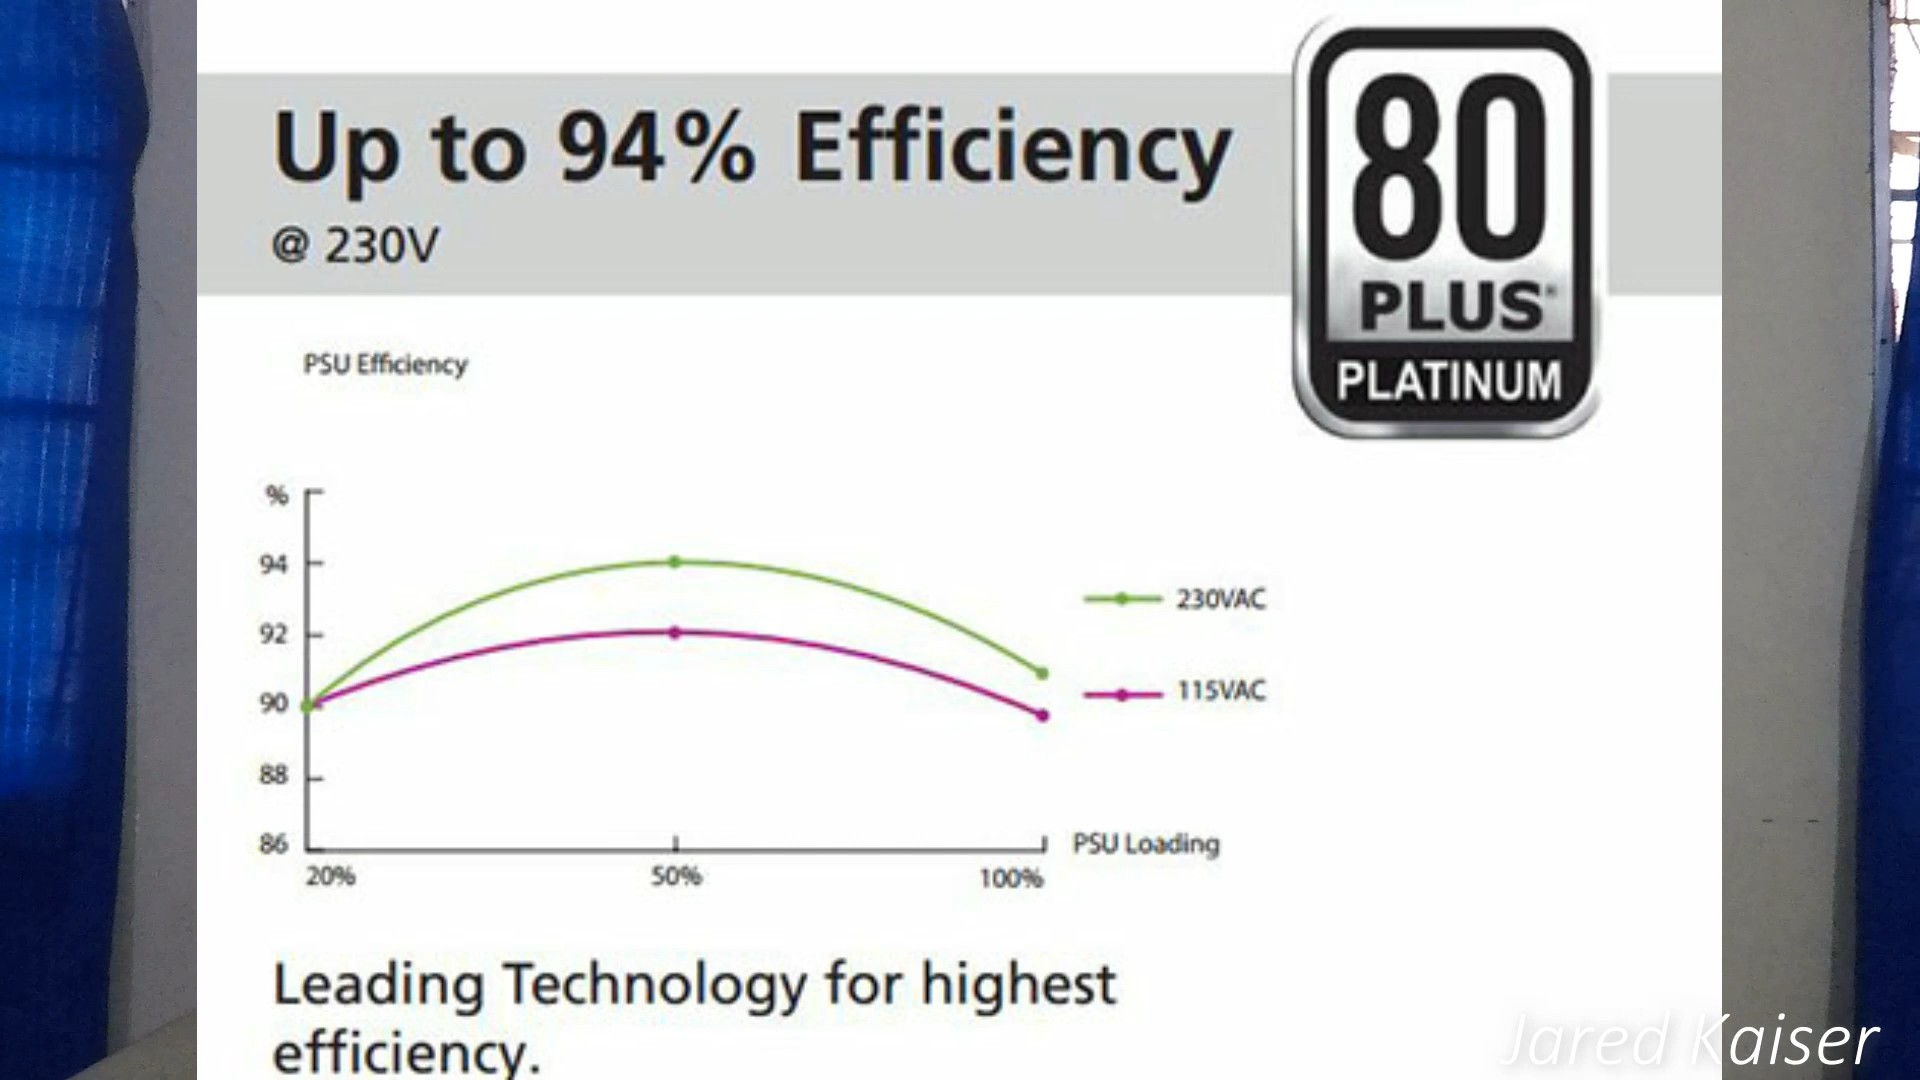 Up to 94% Efficiency
@ 230V
80
PLUS®
PLATINUM
PSU Efficiency
%
94
92
90
88
86
20%
50%
100%
PSU Loading
230VAC
115VAC
Leading Technology for highest
efficiency.
Jared Kaiser